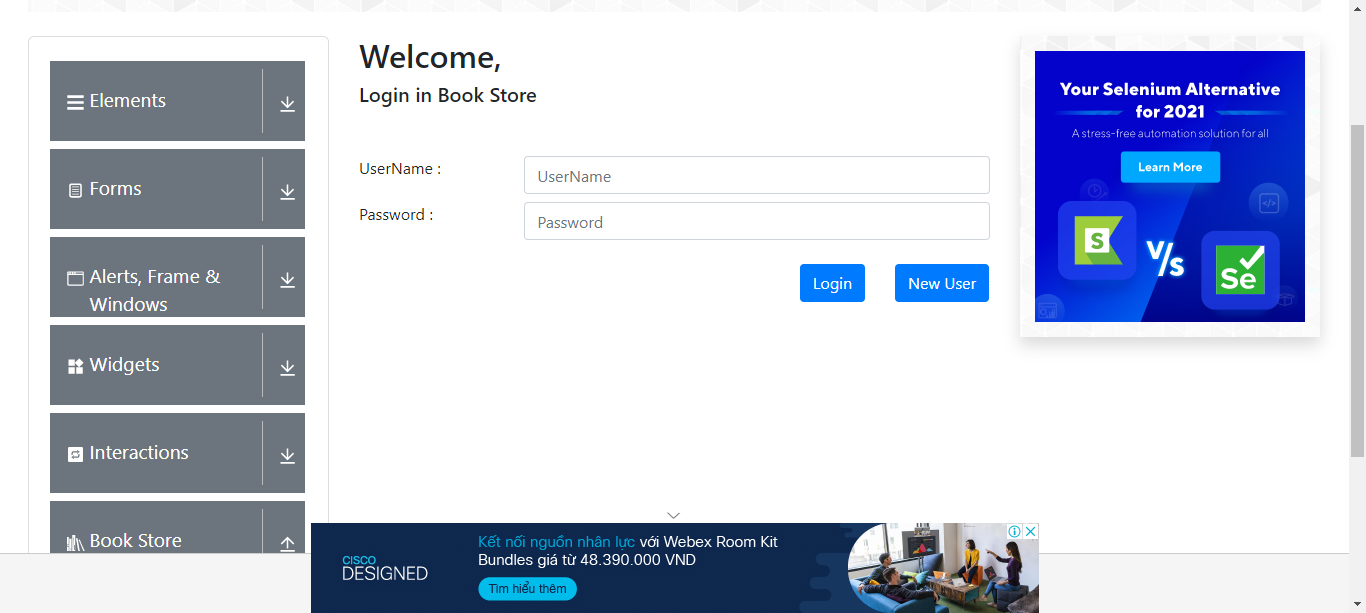 Elements
Forms
Alerts, Frame &
Windows
Widgets
Interactions
Book Store
Welcome,
Login in Book Store
UserName :
UserName
Password :
Password
Login
New User
Your Selenium Alternative
for 2021
A stress-free automation solution for all
Learn More
S
V/s
Se
CISCO
DESIGNED
Kết nối nguồn nhân lực với Webex Room Kit
Bundles giá từ 48.390.000 VND
Tìm hiểu thêm